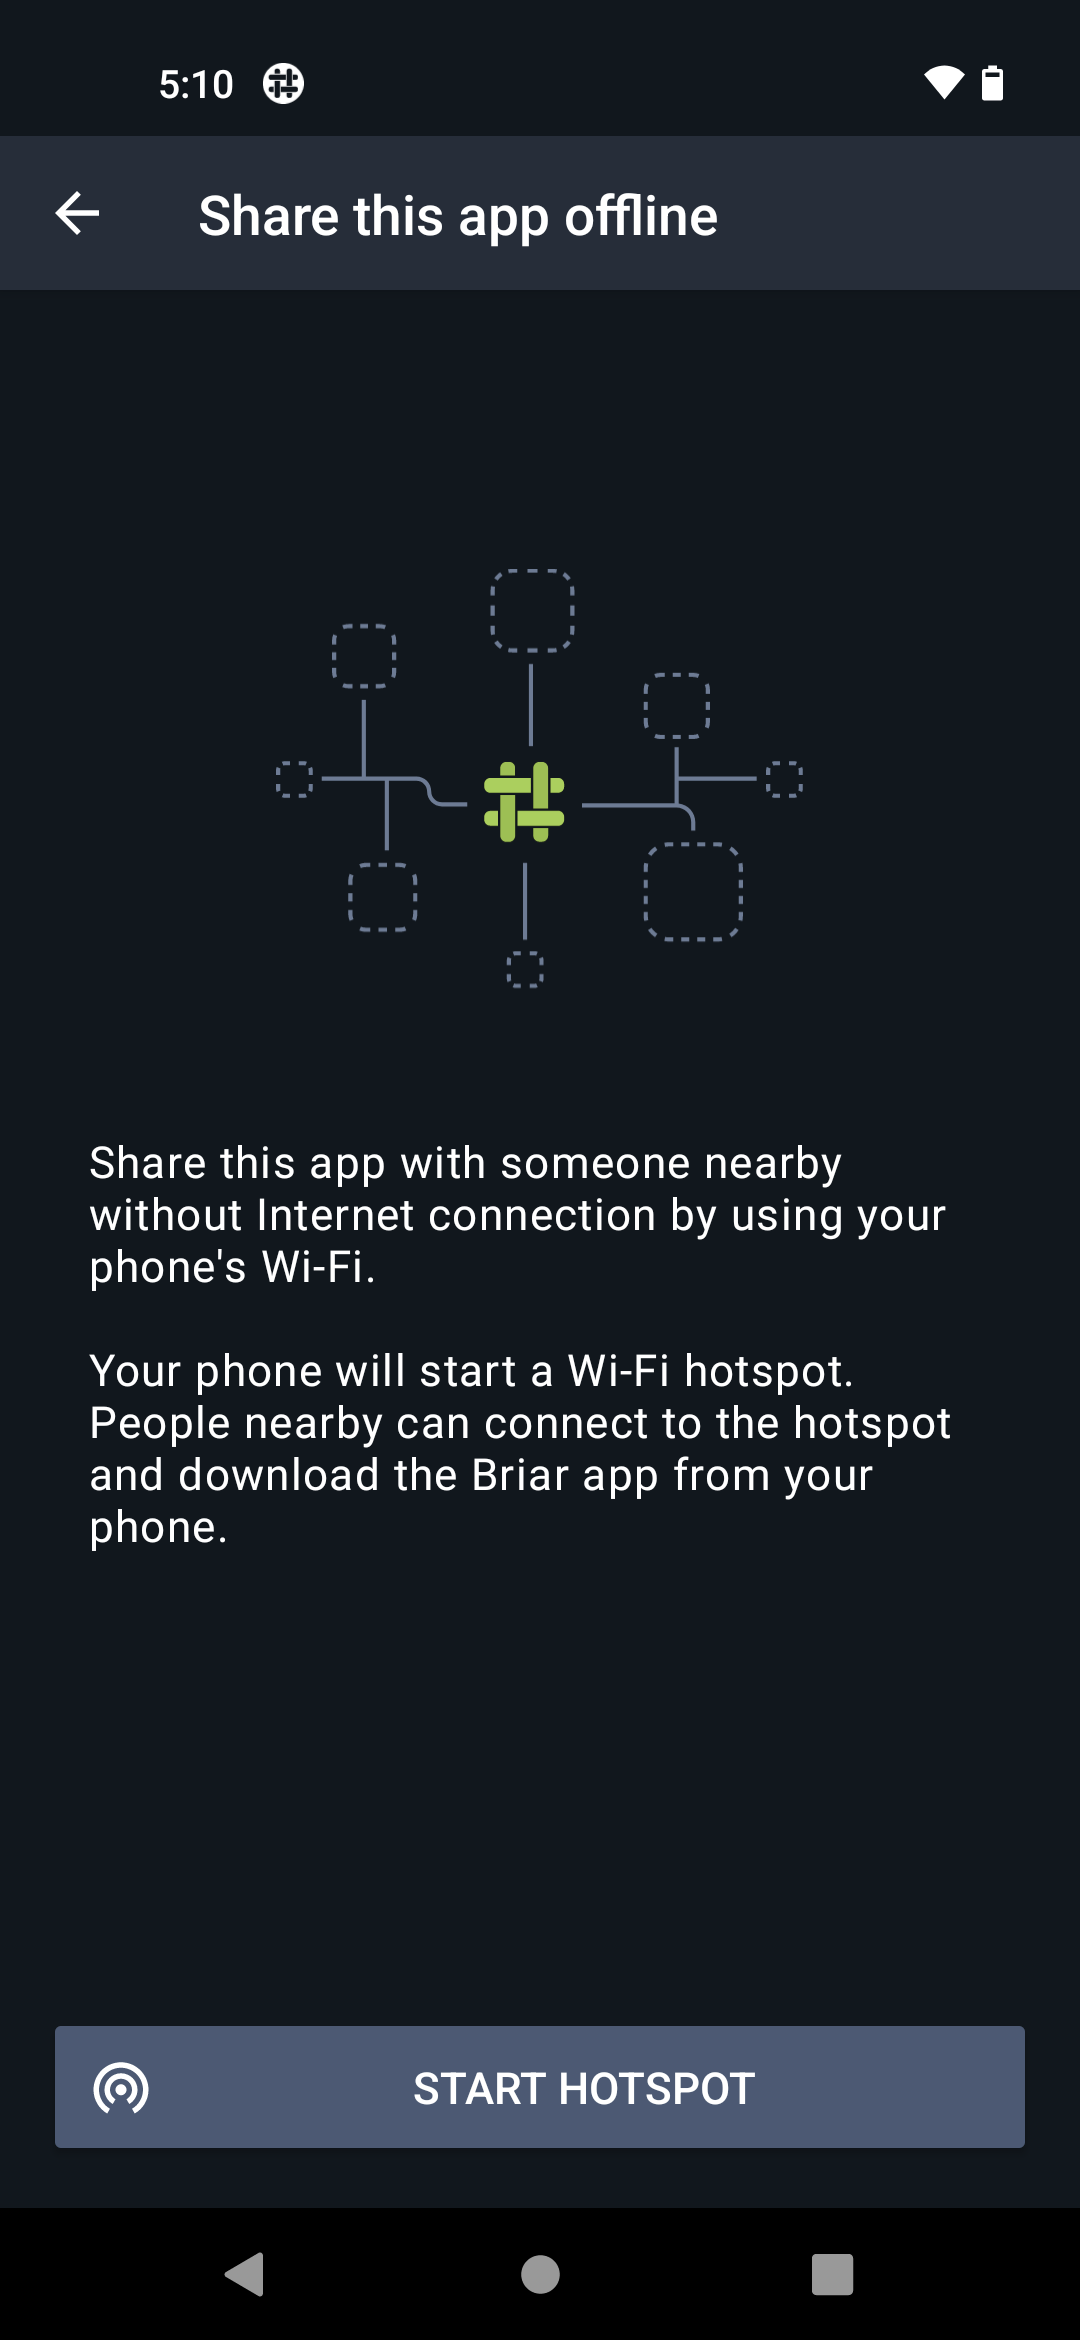 5:10
Share this app offline
Share this app with someone nearby
without Internet connection by using your
phone's Wi-Fi.
Your phone will start a Wi-Fi hotspot.
People nearby can connect to the hotspot
and download the Briar app from your
phone.
START HOTSPOT